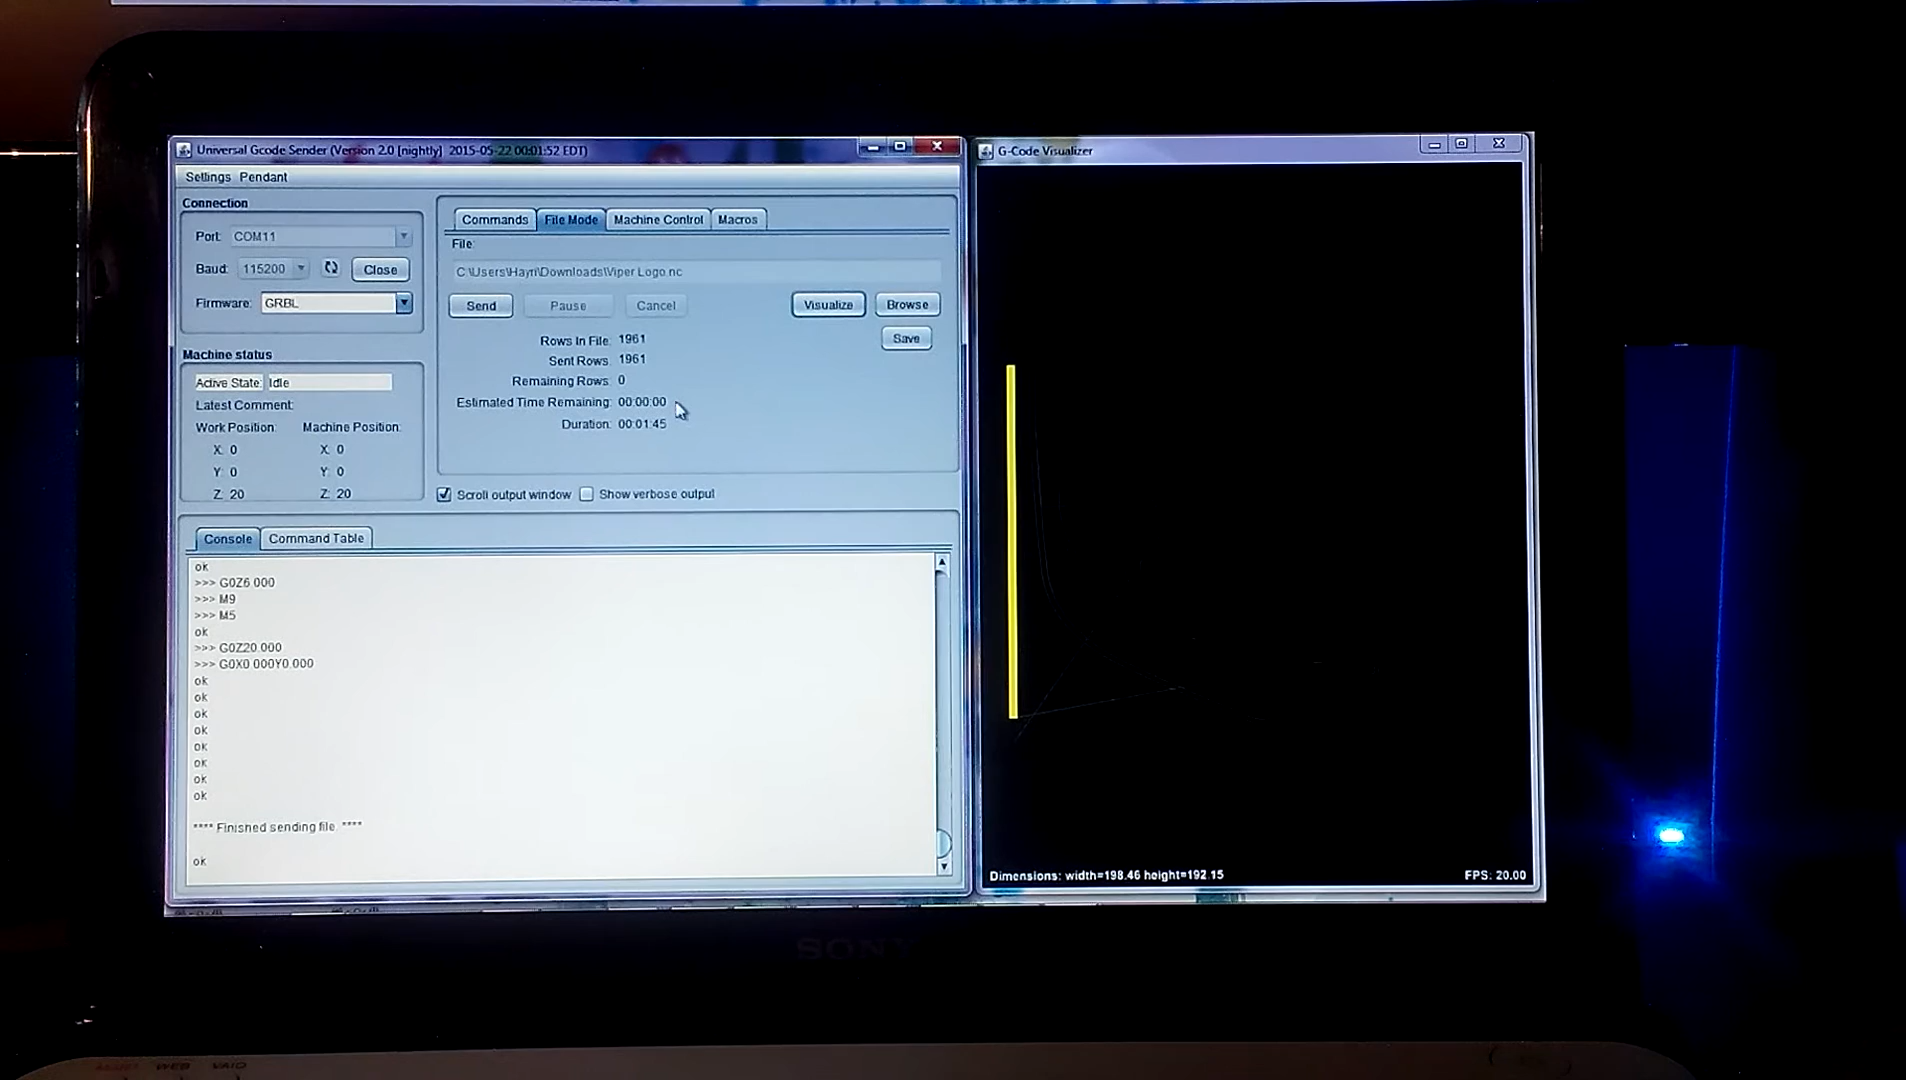 Universal Gcode Sender (Version 2.0 [nightly] 2015-05-22 00:01:52 EDT)
Settings Pendant
Connection
Port: COM11
Baud: 115200 Close
Firmware: GRBL
Machine status
Active State: Idle
Latest Comment:
Work Position: Machine Position:
X: 0 X: 0
Y: 0 Y: 0
Z: 20 Z: 20
Commands File Mode Machine Control Macros
File:
C:\Users\Hayri\Downloads\Viper Logo.nc
Send Pause Cancel Visualize Browse
Save
Rows In File: 1961
Sent Rows: 1961
Remaining Rows: 0
Estimated Time Remaining: 00:00:00
Duration: 00:01:45
Scroll output window Show verbose output
Console Command Table
ok
>>> G0Z6.000
>>> M9
>>> M5
ok
>>> G0Z20.000
>>> G0X0.000Y0.000
ok
ok
ok
ok
ok
ok
ok
ok
**** Finished sending file. ****
ok
G-Code Visualizer
Dimensions: width=198.46 height=192.15
FPS: 20.00
SONY
WEB VAIO